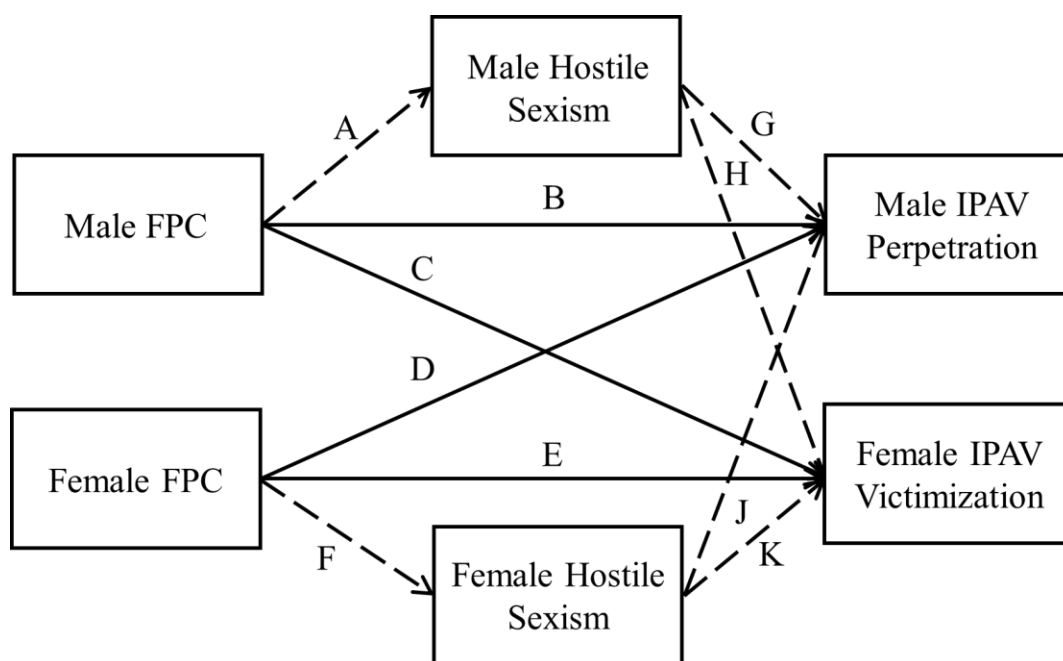 Male Hostile
Sexism
A
G
H
Male FPC
B
Male IPAV
Perpetration
C
D
Female FPC
E
Female IPAV
Victimization
J
F
K
Female Hostile
Sexism